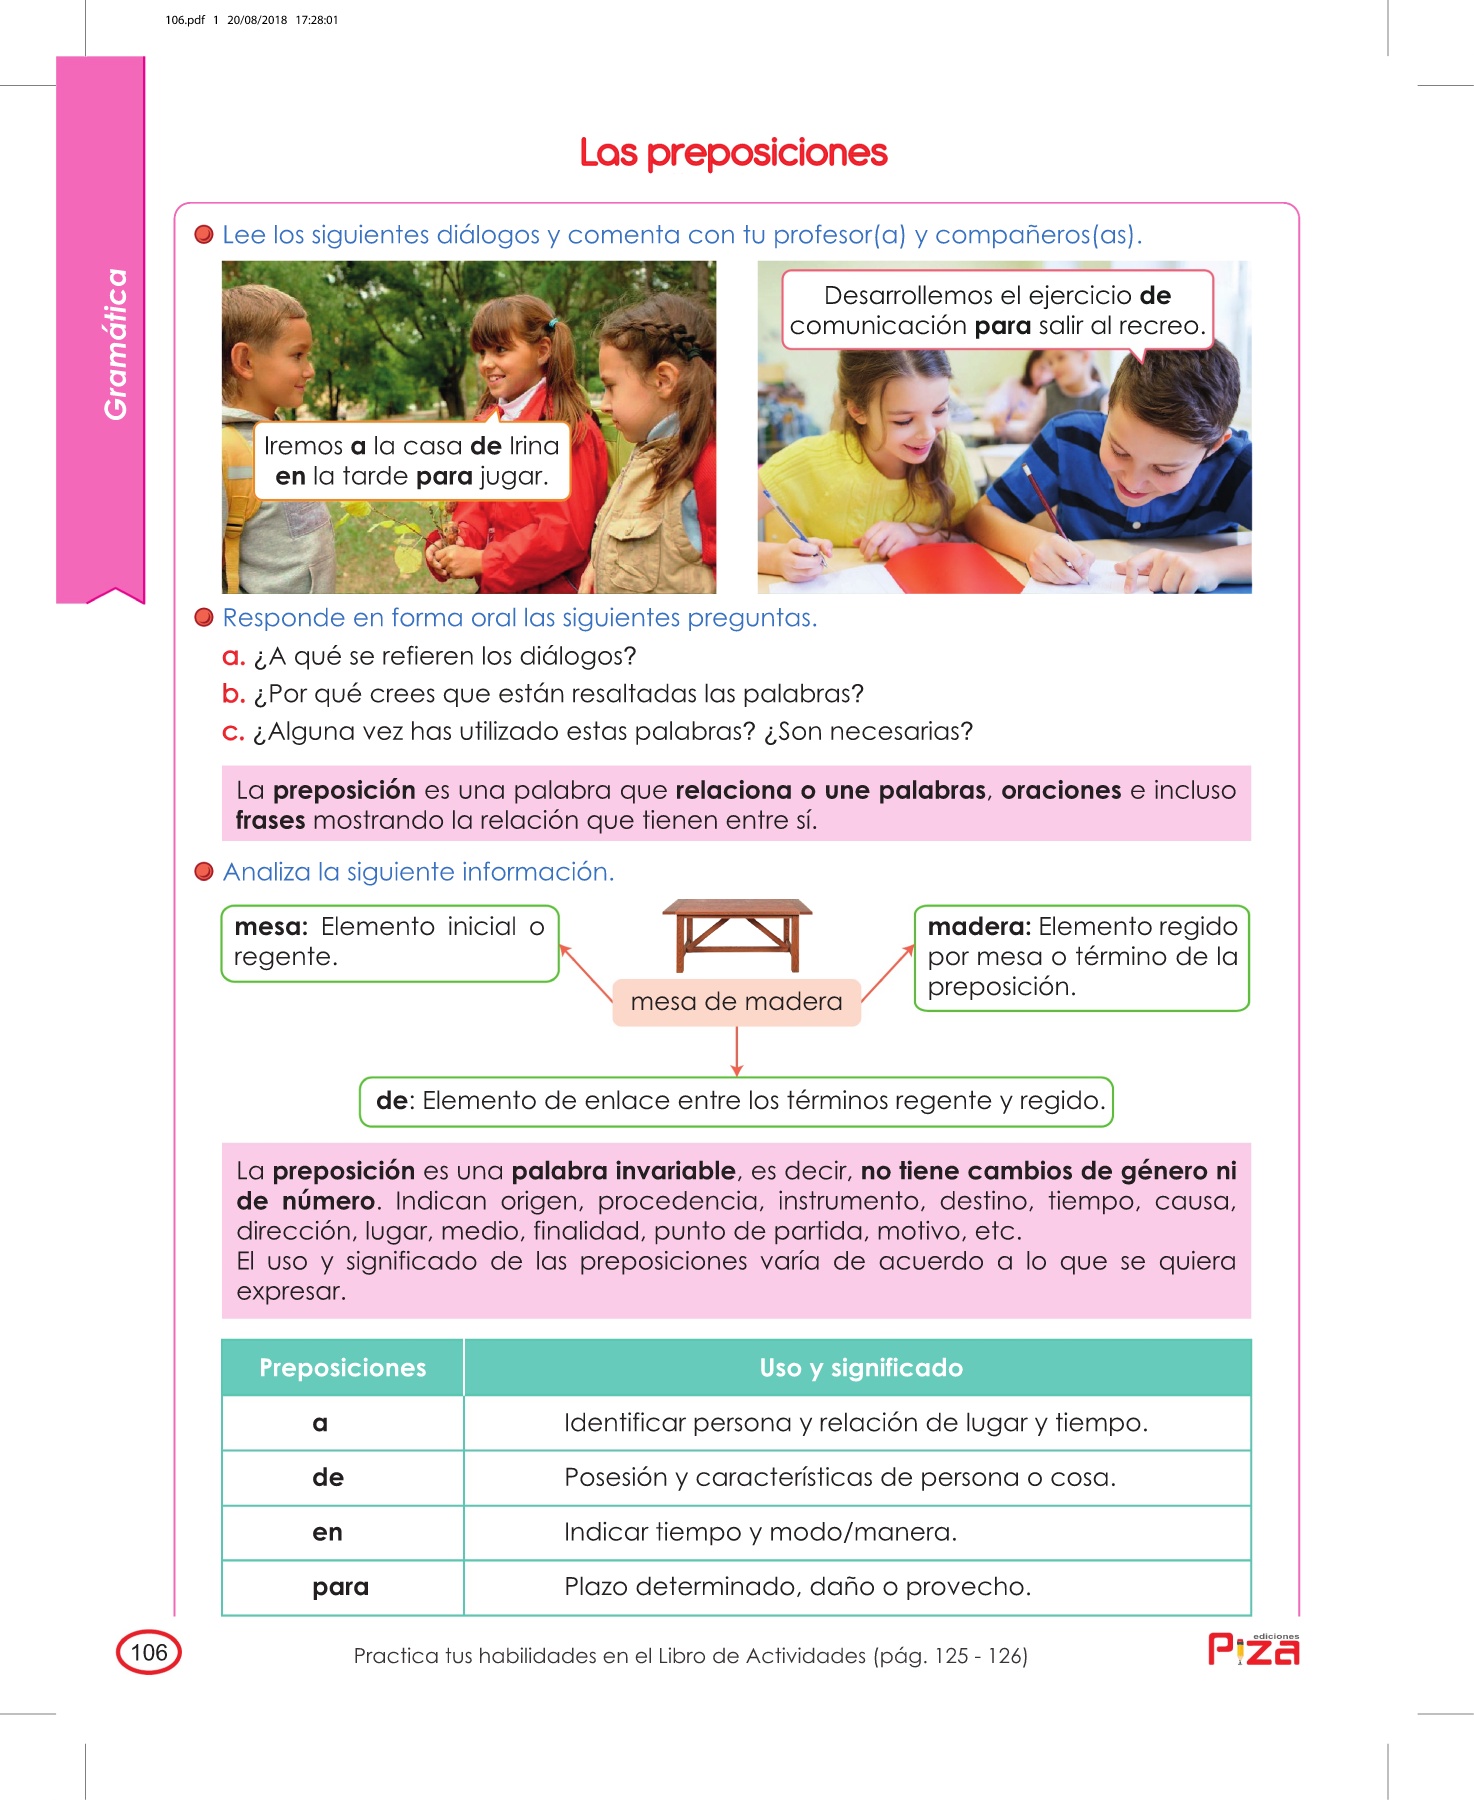 106.pdf 1 20/08/2018 17:28:01
Gramática
Las preposiciones
Lee los siguientes diálogos y comenta con tu profesor(a) y compañeros(as).
Iremos a la casa de Irina
en la tarde para jugar.
Desarrollemos el ejercicio de
comunicación para salir al recreo.
Responde en forma oral las siguientes preguntas.
a. ¿A qué se refieren los diálogos?
b. ¿Por qué crees que están resaltadas las palabras?
c. ¿Alguna vez has utilizado estas palabras? ¿Son necesarias?
La preposición es una palabra que relaciona o une palabras, oraciones e incluso
frases mostrando la relación que tienen entre sí.
Analiza la siguiente información.
mesa: Elemento inicial o
regente.
mesa de madera
madera: Elemento regido
por mesa o término de la
preposición.
de: Elemento de enlace entre los términos regente y regido.
La preposición es una palabra invariable, es decir, no tiene cambios de género ni
de número. Indican origen, procedencia, instrumento, destino, tiempo, causa,
dirección, lugar, medio, finalidad, punto de partida, motivo, etc.
El uso y significado de las preposiciones varía de acuerdo a lo que se quiera
expresar.
Preposiciones Uso y significado
a Identificar persona y relación de lugar y tiempo.
de Posesión y características de persona o cosa.
en Indicar tiempo y modo/manera.
para Plazo determinado, daño o provecho.
106
Practica tus habilidades en el Libro de Actividades (pág. 125 - 126)
ediciones
Piza